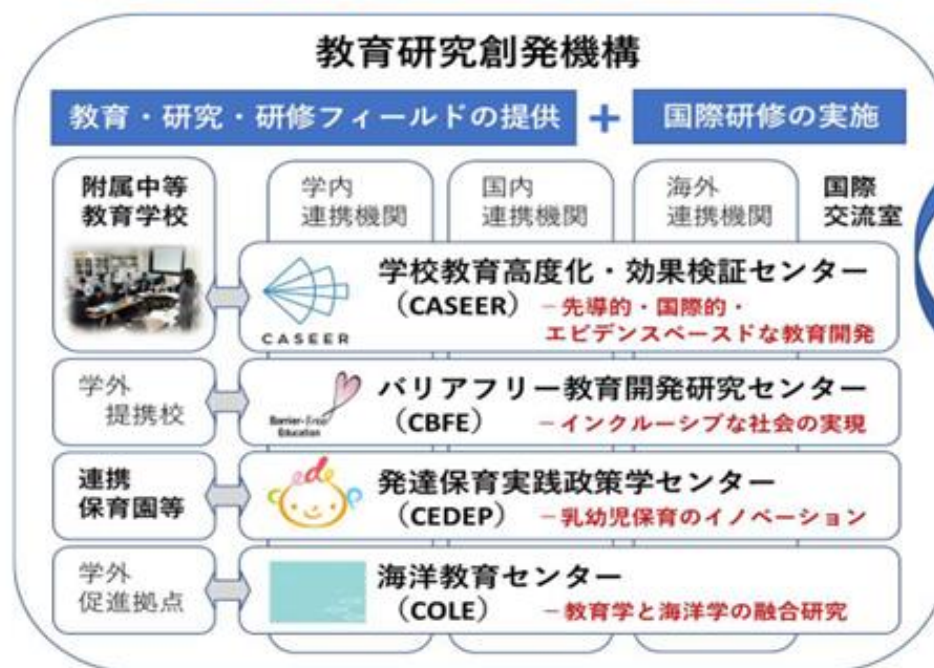 教育研究創発機構
教育・研究・研修フィールドの提供
+
国際研修の実施
附属中等
教育学校
学内
連携機関
国内
連携機関
海外
連携機関
国際
交流室
CASEER
学校教育高度化・効果検証センター
（CASEER）
－先導的・国際的・
エビデンスベースドな教育開発
学外
提携校
Barrier-Free
Education
バリアフリー教育開発研究センター
（CBFE）
－インクルーシブな社会の実現
連携
保育園等
cedep
発達保育実践政策学センター
（CEDEP）
－乳幼児保育のイノベーション
学外
促進拠点
海洋教育センター
（COLE）
－教育学と海洋学の融合研究